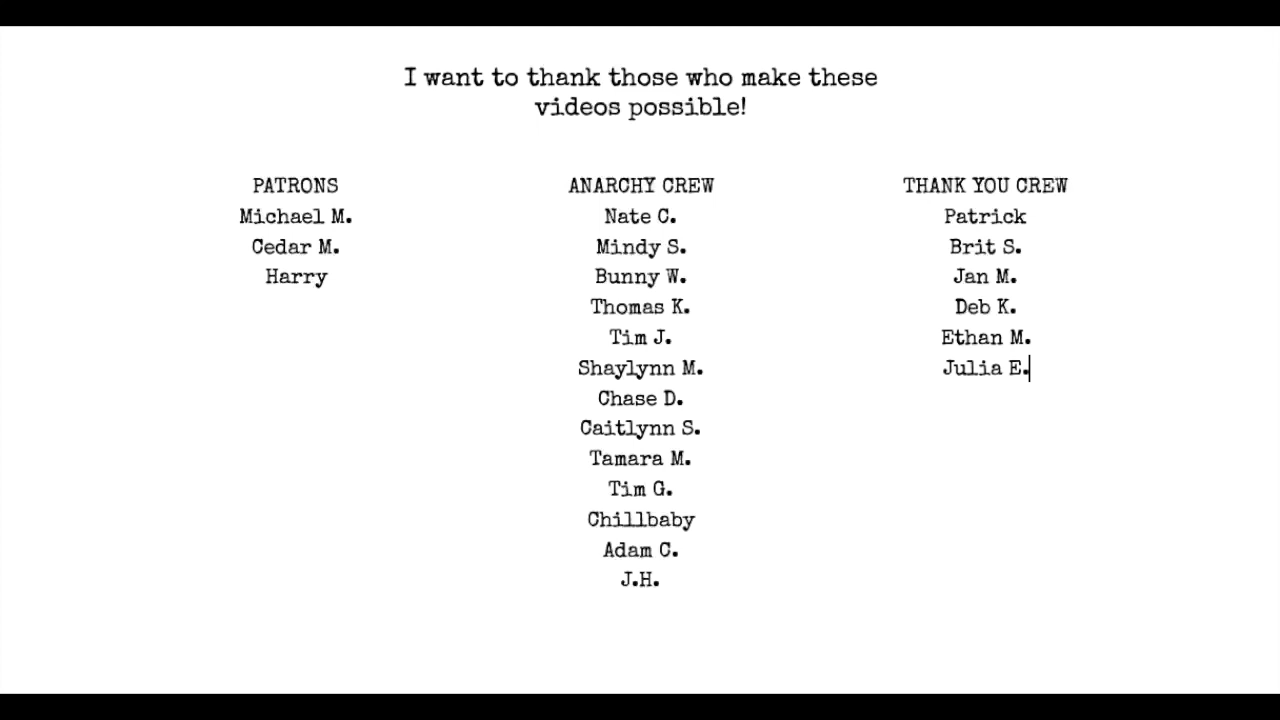 I want to thank those who make these
videos possible!
PATRONS
Michael M.
Cedar M.
Harry
ANARCHY CREW
Nate C.
Mindy S.
Bunny W.
Thomas K.
Tim J.
Shaylynn M.
Chase D.
Caitlynn S.
Tamara M.
Tim G.
Chillbaby
Adam C.
J.H.
THANK YOU CREW
Patrick
Brit S.
Jan M.
Deb K.
Ethan M.
Julia E.